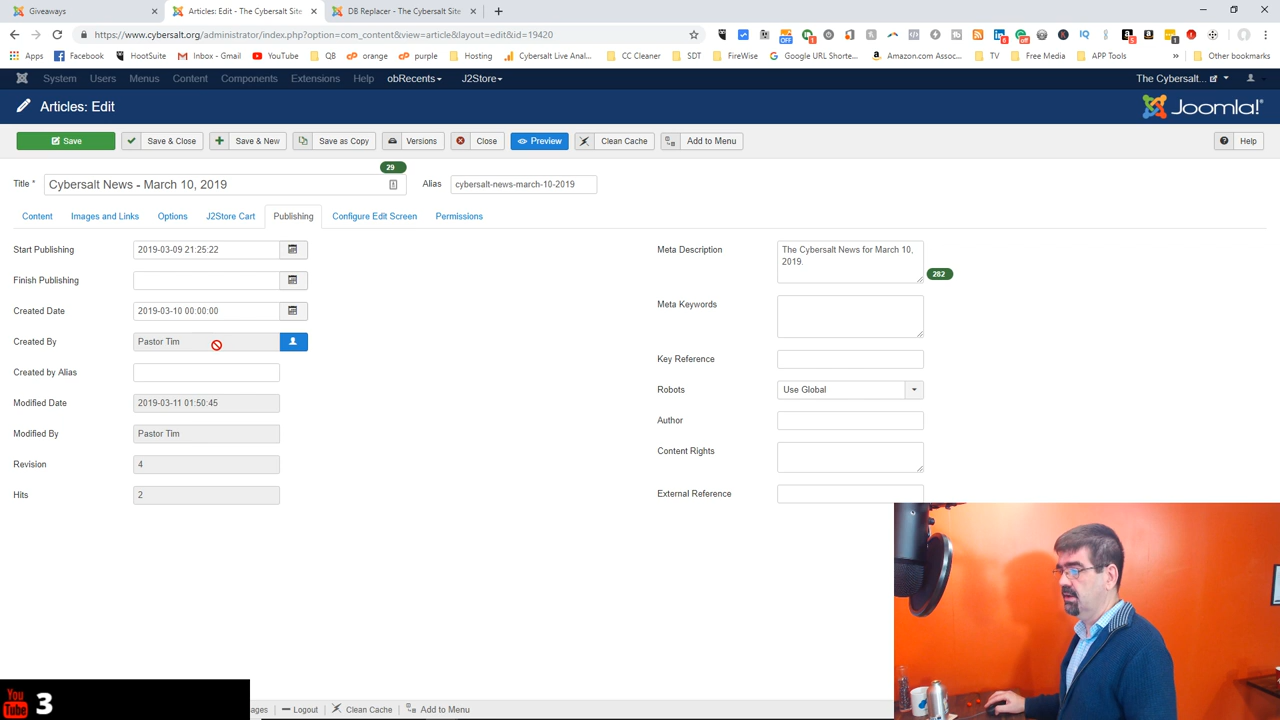 Giveaways
Articles: Edit - The Cybersalt Site
DB Replacer - The Cybersalt Site
https://www.cybersalt.org/administrator/index.php?option=com_content&view=article&layout=edit&id=19420
Apps Facebook HootSuite Inbox - Gmail YouTube QB orange purple Hosting Cybersalt Live Anal... CC Cleaner SDT FireWise Google URL Shorte... Amazon.com Assoc... TV Free Media APP Tools » Other bookmarks
System Users Menus Content Components Extensions Help obRecents J2Store The Cybersalt...
Articles: Edit
Joomla!
Save Save & Close Save & New Save as Copy Versions Close Preview Clean Cache Add to Menu Help
29
Title * Cybersalt News - March 10, 2019 Alias cybersalt-news-march-10-2019
Content Images and Links Options J2Store Cart Publishing Configure Edit Screen Permissions
Start Publishing 2019-03-09 21:25:22
Finish Publishing
Created Date 2019-03-10 00:00:00
Created By Pastor Tim
Created by Alias
Modified Date 2019-03-11 01:50:45
Modified By Pastor Tim
Revision 4
Hits 2
Meta Description The Cybersalt News for March 10,
2019.
282
Meta Keywords
Key Reference
Robots Use Global
Author
Content Rights
External Reference
You
Tube 3
ages Logout Clean Cache Add to Menu